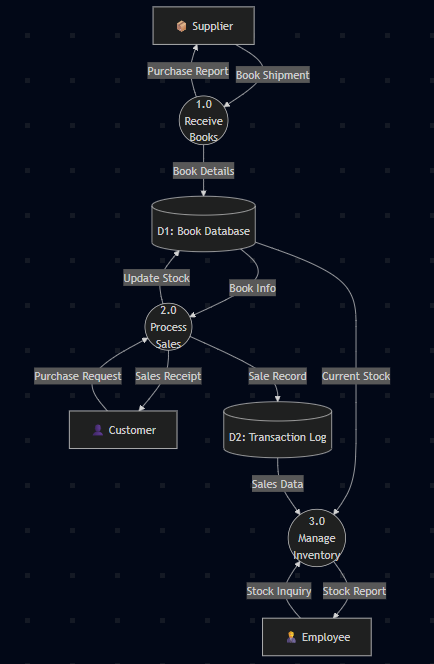 Supplier
Purchase Report
Book Shipment
1.0
Receive
Books
Book Details
D1: Book Database
Update Stock
Book Info
2.0
Process
Sales
Purchase Request
Sales Receipt
Sale Record
Current Stock
Customer
D2: Transaction Log
Sales Data
3.0
Manage
Inventory
Stock Inquiry
Stock Report
Employee